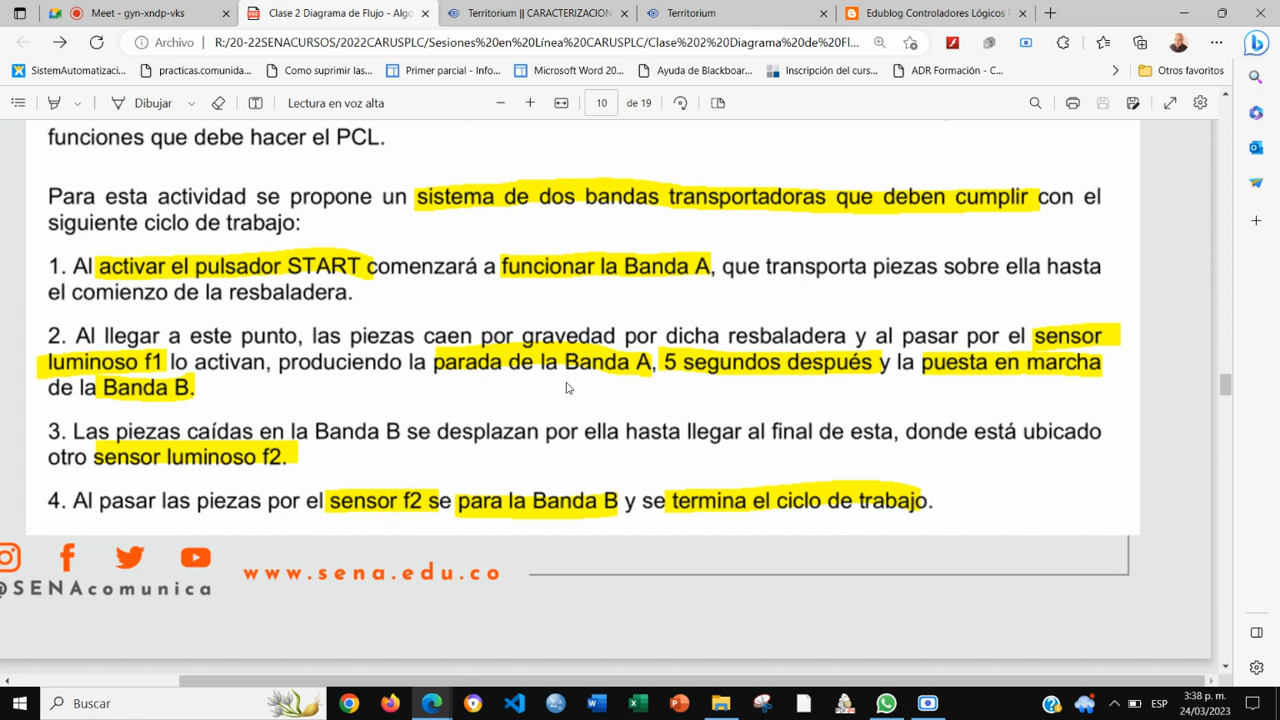 Meet - gyn-xndp-vks
Clase 2 Diagrama de Flujo - Algo
Territorium || CARACTERIZACION
Territorium
Edublog Controladores Lógicos P
Archivo
R:/20-22SENACURSOS/2022CARUSPLC/Sesiones%20en%20Línea%20CARUSPLC/Clase%202%20Diagrama%20de%20Fl...
SistemAutomatizaci...
practicas.comunida...
Como suprimir las...
Primer parcial - Info...
Microsoft Word 20...
Ayuda de Blackboar...
Inscripción del curs...
ADR Formación - C...
Otros favoritos
Dibujar
Lectura en voz alta
10
de 19
funciones que debe hacer el PCL.
Para esta actividad se propone un sistema de dos bandas transportadoras que deben cumplir con el
siguiente ciclo de trabajo:
1. Al activar el pulsador START comenzará a funcionar la Banda A, que transporta piezas sobre ella hasta
el comienzo de la resbaladera.
2. Al llegar a este punto, las piezas caen por gravedad por dicha resbaladera y al pasar por el sensor
luminoso f1 lo activan, produciendo la parada de la Banda A, 5 segundos después y la puesta en marcha
de la Banda B.
3. Las piezas caídas en la Banda B se desplazan por ella hasta llegar al final de esta, donde está ubicado
otro sensor luminoso f2.
4. Al pasar las piezas por el sensor f2 se para la Banda B y se termina el ciclo de trabajo.
@SENAcomunica
www.sena.edu.co
Buscar
ESP
3:38 p. m.
24/03/2023